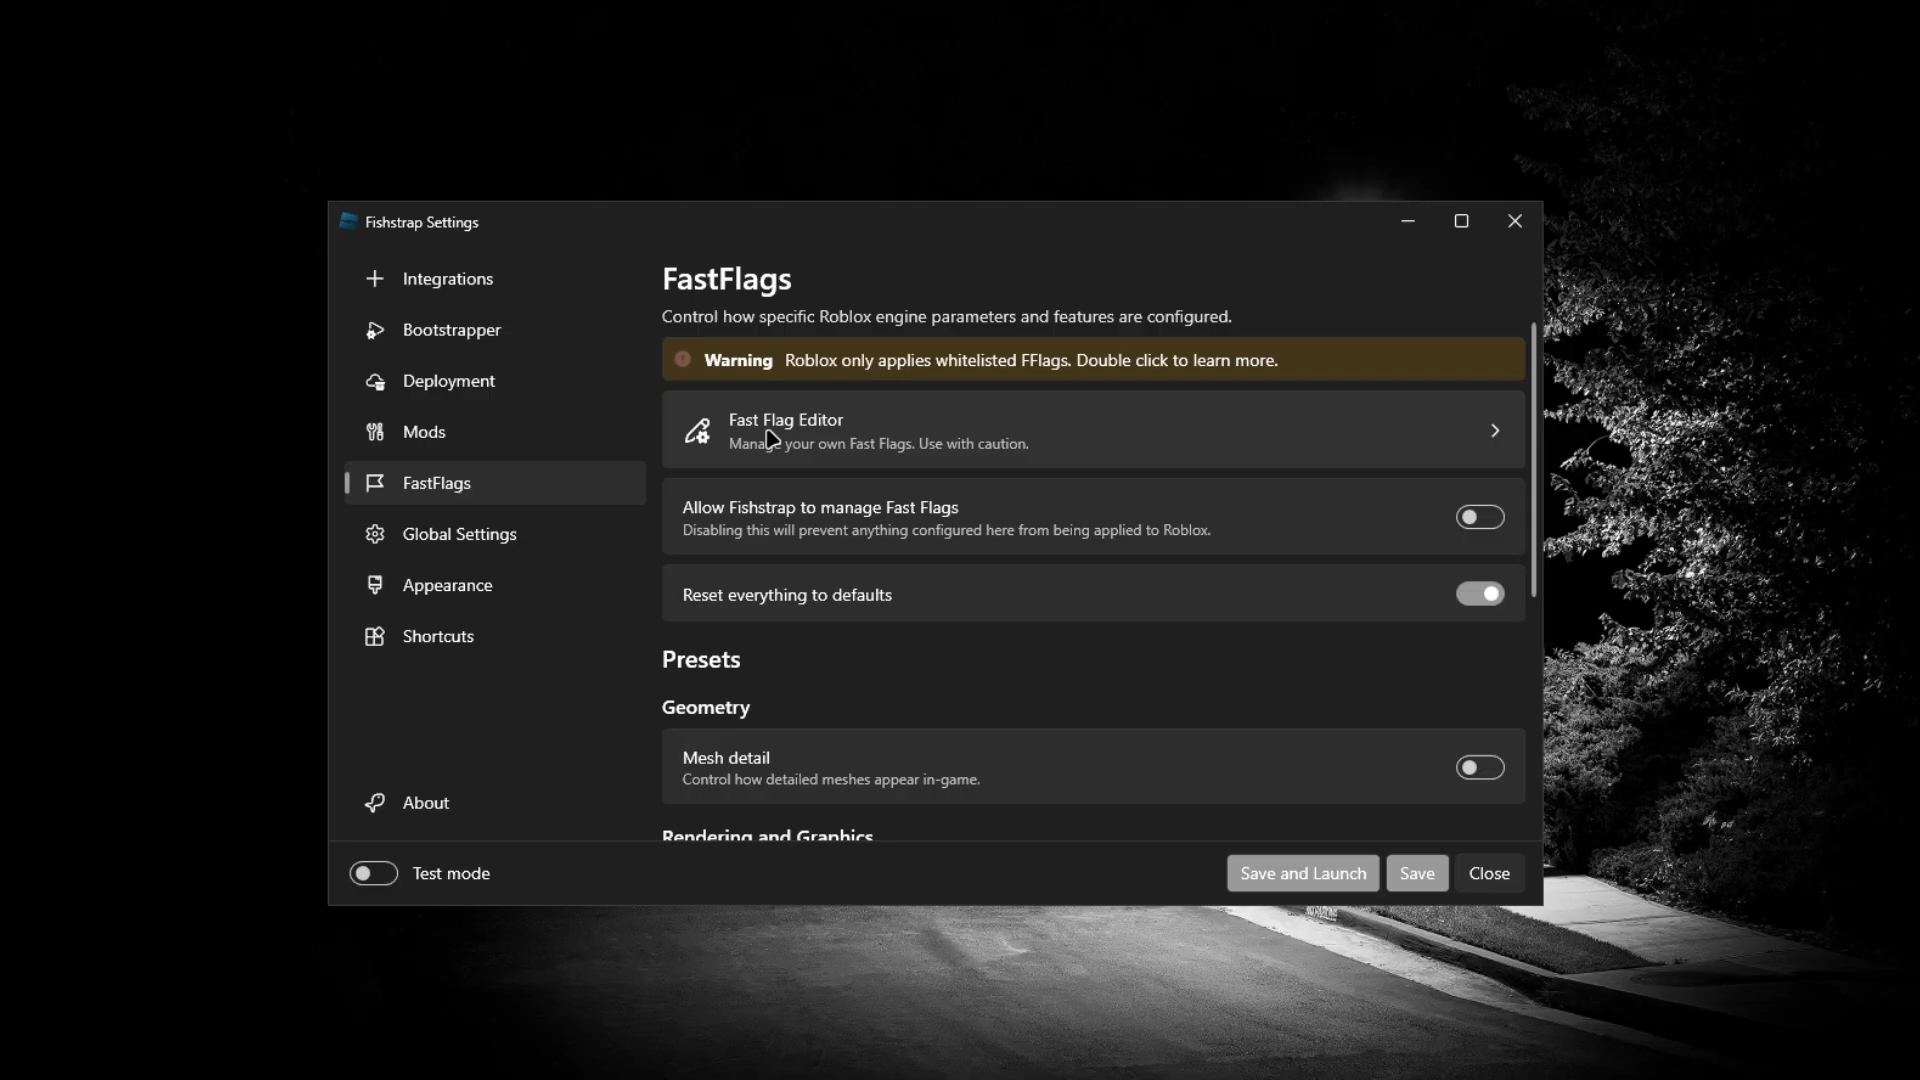 Fishstrap Settings
Integrations
Bootstrapper
Deployment
Mods
FastFlags
Global Settings
Appearance
Shortcuts
About
FastFlags
Control how specific Roblox engine parameters and features are configured.
Warning Roblox only applies whitelisted FFlags. Double click to learn more.
Fast Flag Editor
Manage your own Fast Flags. Use with caution.
Allow Fishstrap to manage Fast Flags
Disabling this will prevent anything configured here from being applied to Roblox.
Reset everything to defaults
Presets
Geometry
Mesh detail
Control how detailed meshes appear in-game.
Rendering and Graphics
Test mode
Save and Launch
Save
Close